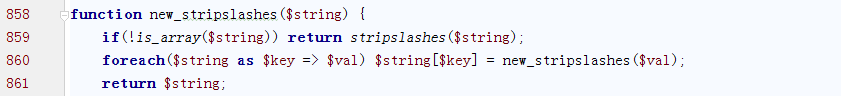 858 function new_stripslashes($string) {
859 if(!is_array($string)) return stripslashes($string);
860 foreach($string as $key => $val) $string[$key] = new_stripslashes($val);
861 return $string;